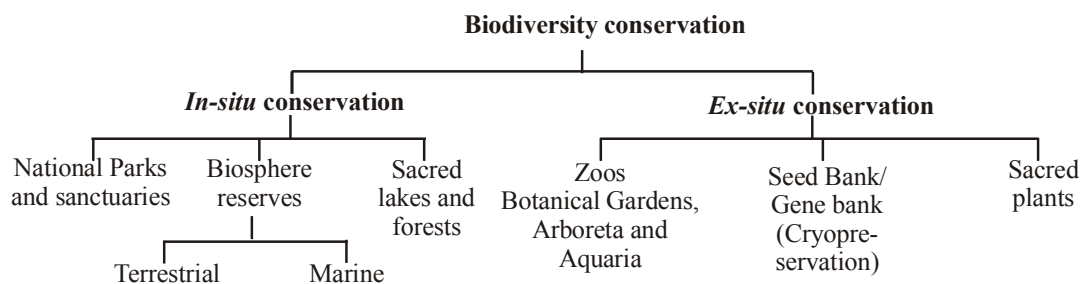 Biodiversity conservation
In-situ conservation
Ex-situ conservation
National Parks
and sanctuaries
Biosphere
reserves
Sacred
lakes and
forests
Zoos
Botanical Gardens,
Arboreta and
Aquaria
Seed Bank/
Gene bank
(Cryopre-
servation)
Sacred
plants
Terrestrial
Marine